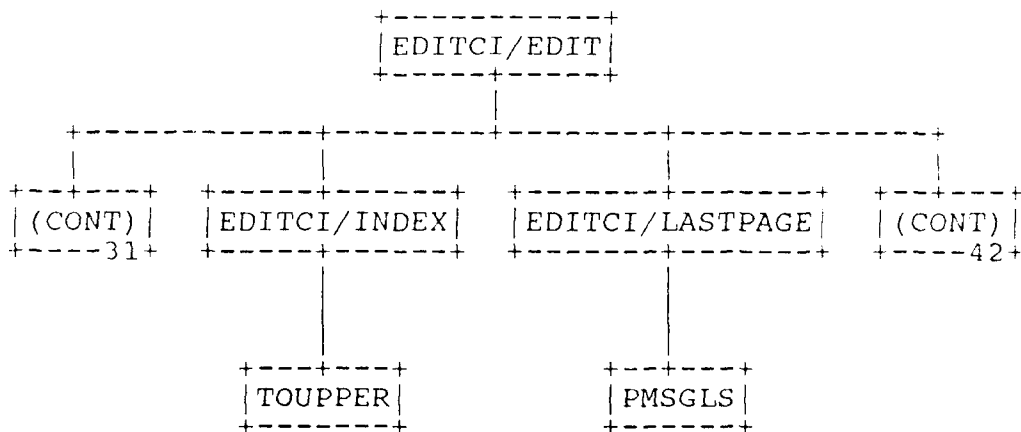 EDITCI/EDIT
(CONT) EDITCI/INDEX EDITCI/LASTPAGE (CONT)
31 42
TOUPPER PMSGLS